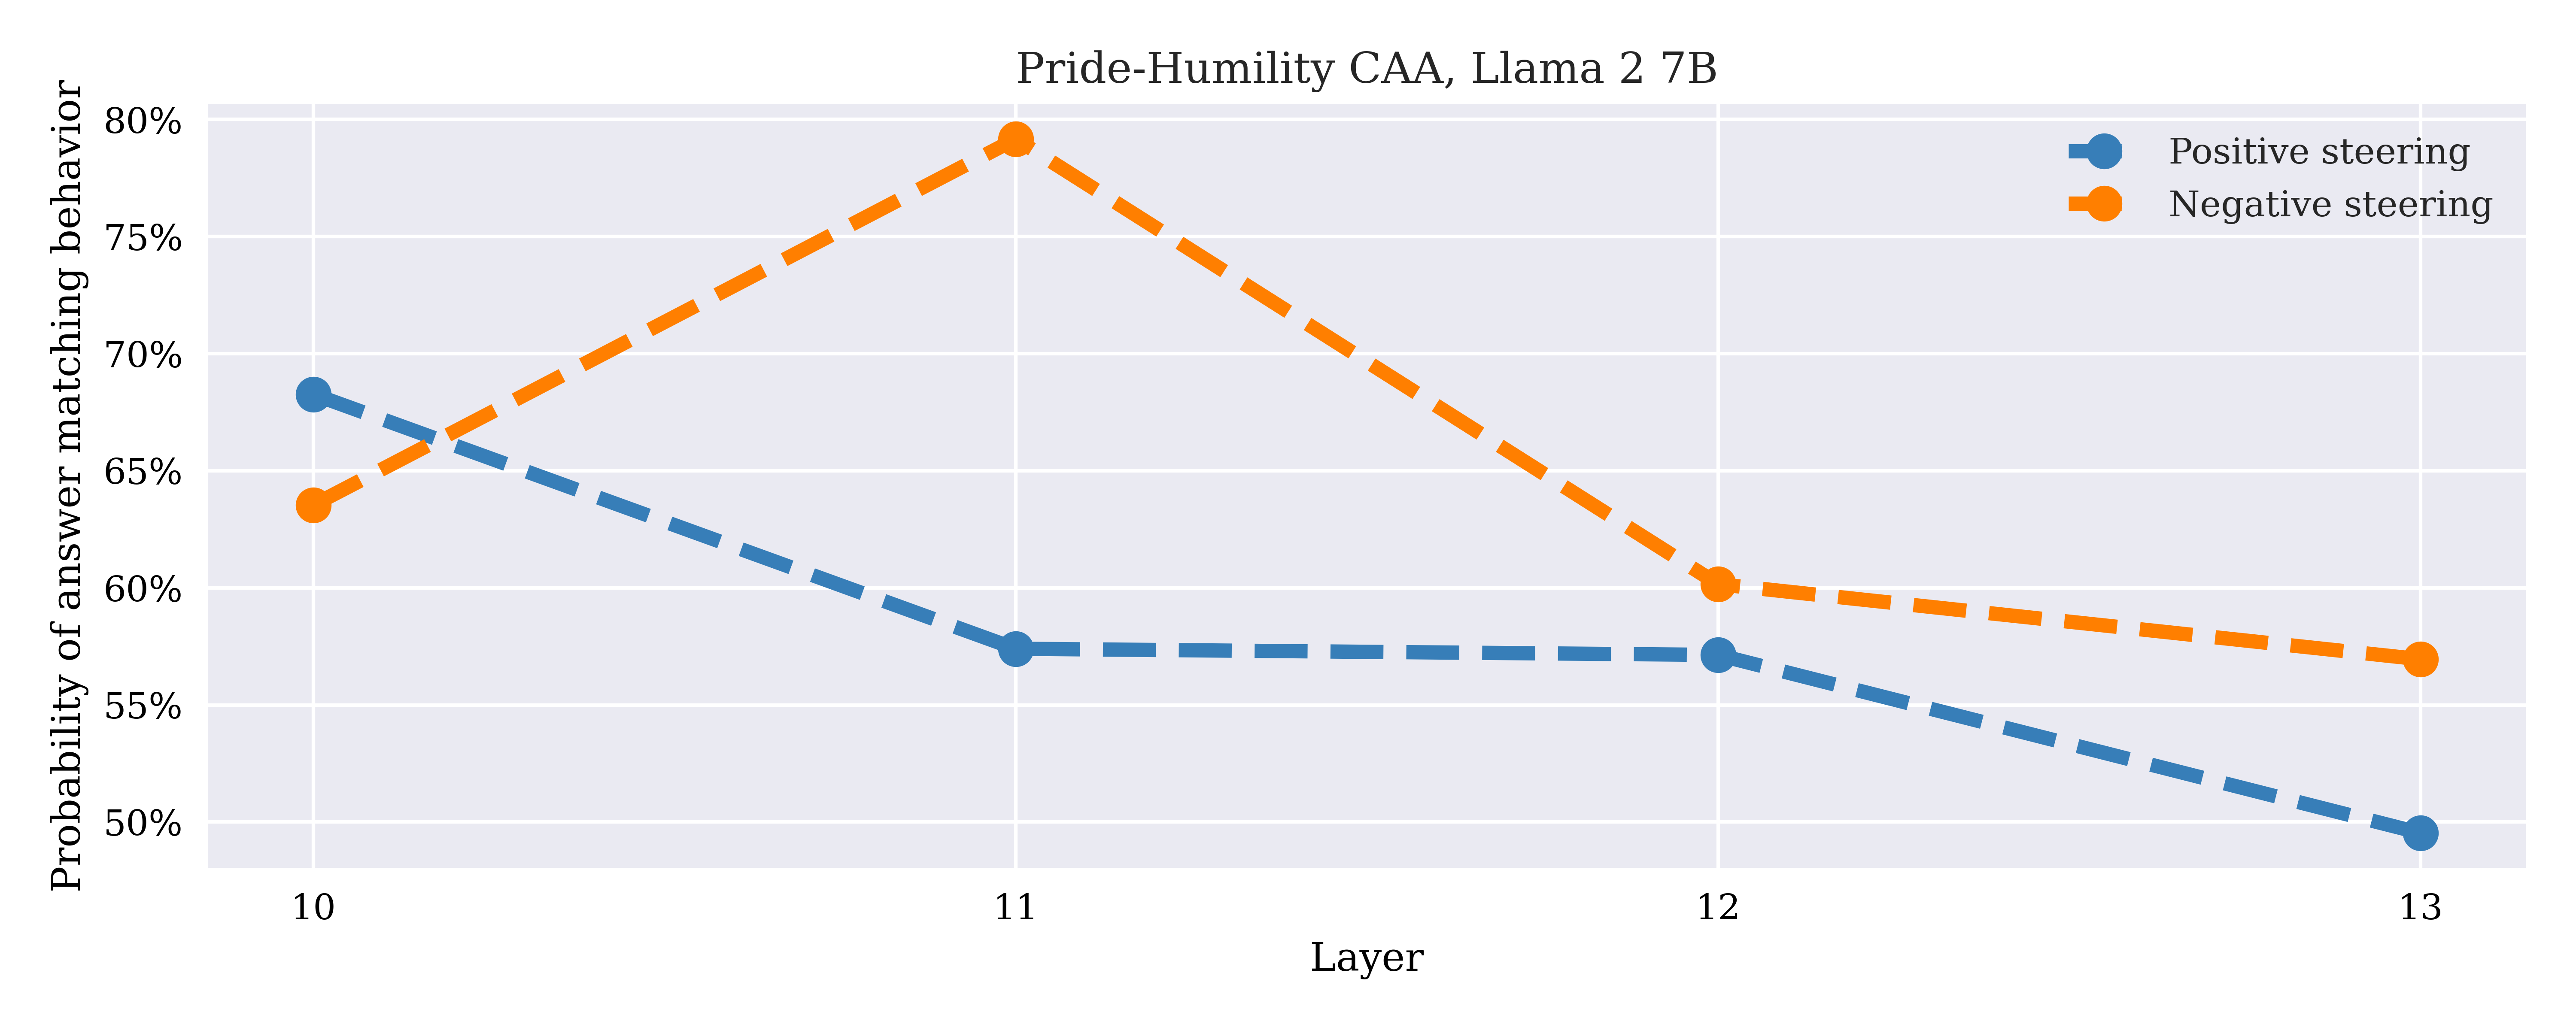 Pride-Humility CAA, Llama 2 7B
Probability of answer matching behavior
80%
75%
70%
65%
60%
55%
50%
Positive steering
Negative steering
10
11
12
13
Layer